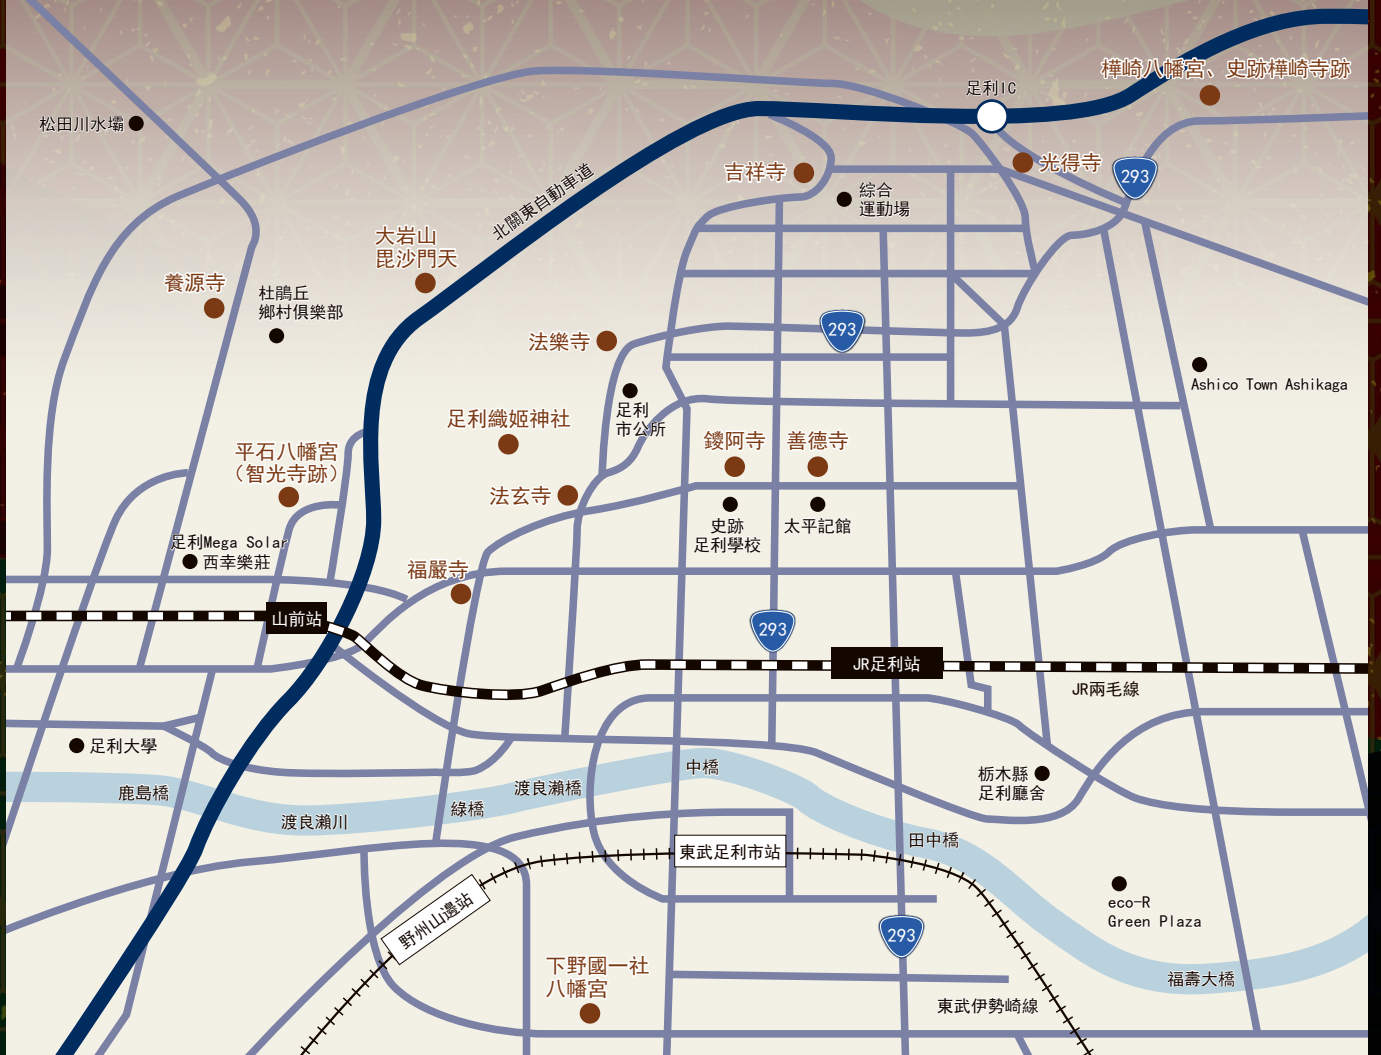 樺崎八幡宮、史跡樺崎寺跡
足利IC
松田川水壩
光得寺
吉祥寺
293
綜合
運動場
北關東自動車道
大岩山
毘沙門天
養源寺
杜鵑丘
鄉村俱樂部
293
法樂寺
Ashico Town Ashikaga
足利
市公所
足利織姬神社
鑁阿寺
善德寺
平石八幡宮
（智光寺跡）
法玄寺
史跡
足利學校
太平記館
足利Mega Solar
西幸樂莊
福嚴寺
山前站
293
JR足利站
JR兩毛線
足利大學
栃木縣
足利廳舍
中橋
渡良瀨橋
鹿島橋
綠橋
渡良瀨川
田中橋
東武足利市站
eco-R
Green Plaza
野州山邊站
293
下野國一社
八幡宮
福壽大橋
東武伊勢崎線